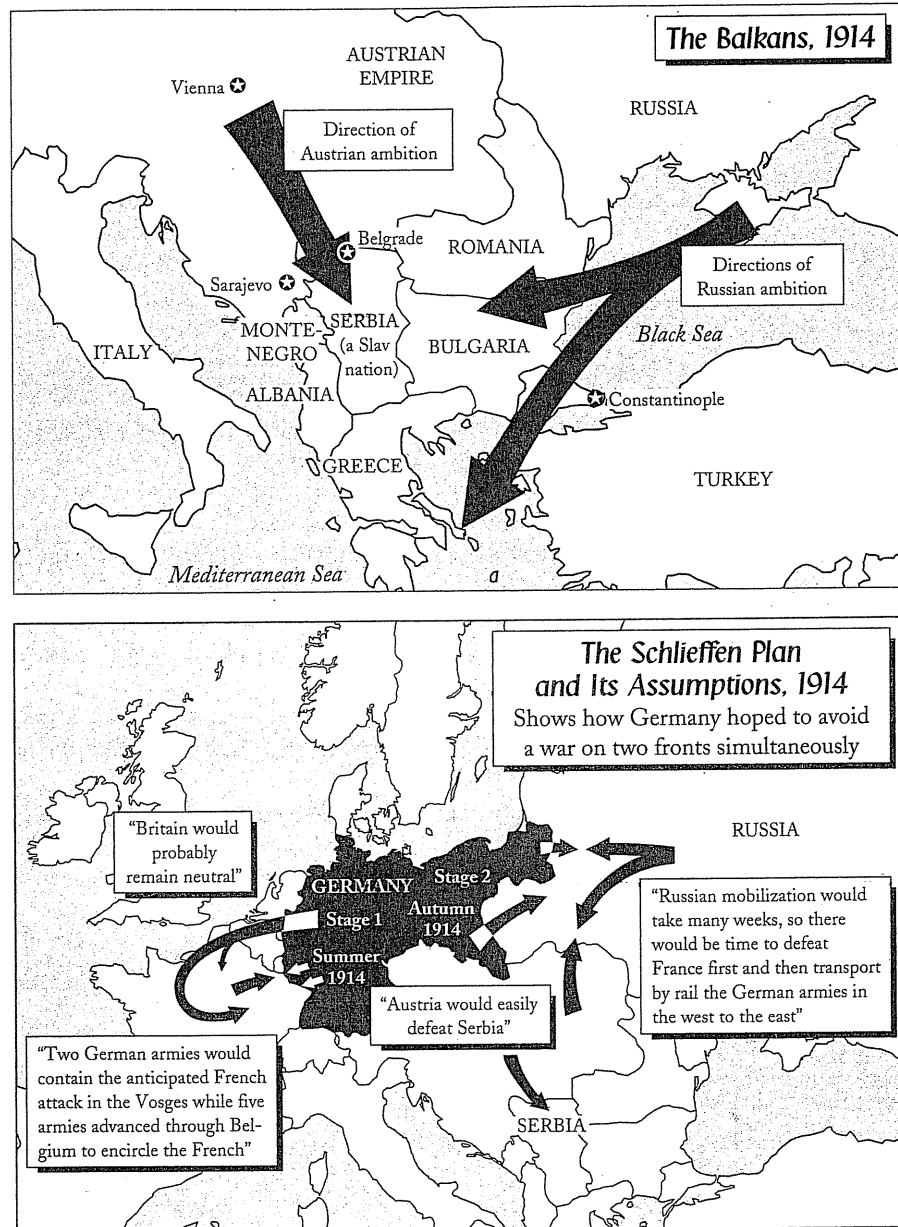 The Balkans, 1914
AUSTRIAN
EMPIRE
Vienna
RUSSIA
Direction of
Austrian ambition
Belgrade
ROMANIA
Directions of
Russian ambition
Sarajevo
MONTE-
NEGRO
SERBIA
(a Slav
nation)
BULGARIA
Black Sea
ITALY
ALBANIA
Constantinople
GREECE
TURKEY
Mediterranean Sea
The Schlieffen Plan
and Its Assumptions, 1914
Shows how Germany hoped to avoid
a war on two fronts simultaneously
"Britain would
probably
remain neutral"
RUSSIA
GERMANY
Stage 2
Stage 1
Autumn
1914
Summer
1914
"Russian mobilization would
take many weeks, so there
would be time to defeat
France first and then transport
by rail the German armies in
the west to the east"
"Austria would easily
defeat Serbia"
"Two German armies would
contain the anticipated French
attack in the Vosges while five
armies advanced through Bel-
gium to encircle the French"
SERBIA